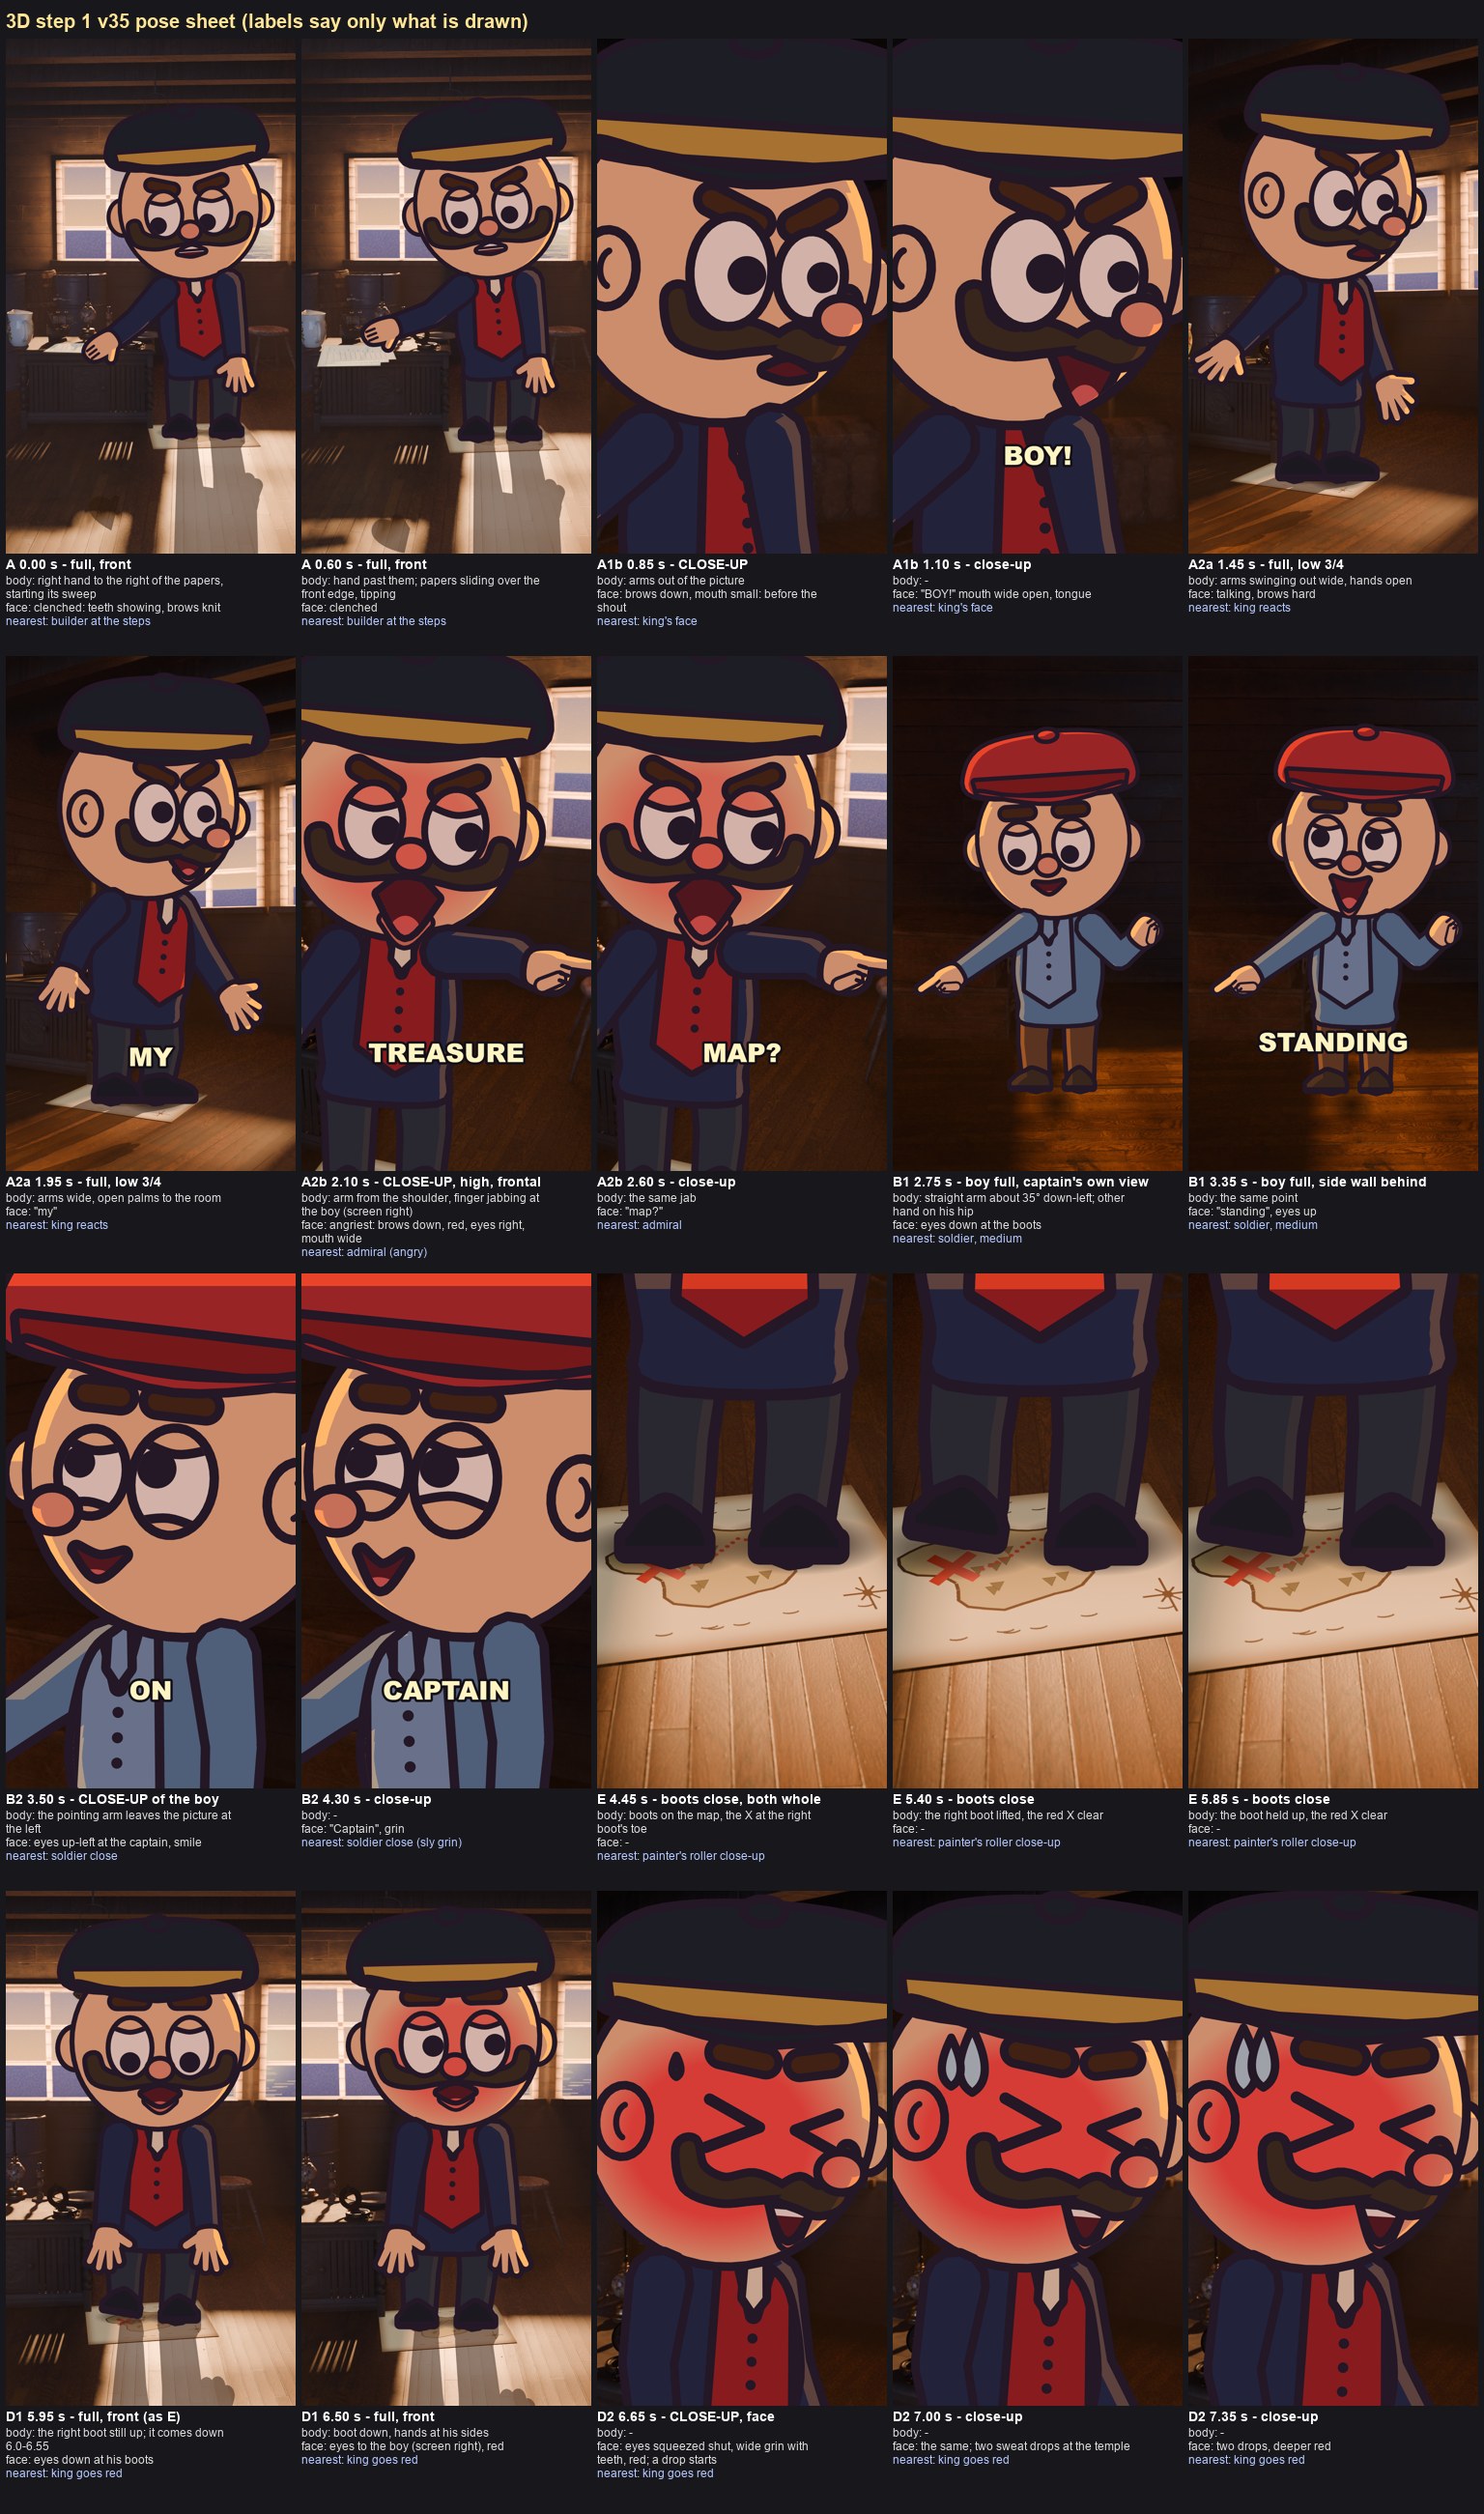 3D step 1 v35 pose sheet (labels say only what is drawn)
A 0.00 s - full, front
body: right hand to the right of the papers,
starting its sweep
face: clenched: teeth showing, brows knit
nearest: builder at the steps
A 0.60 s - full, front
body: hand past them; papers sliding over the
front edge, tipping
face: clenched
nearest: builder at the steps
A1b 0.85 s - CLOSE-UP
body: arms out of the picture
face: brows down, mouth small: before the
shout
nearest: king's face
BOY!
A1b 1.10 s - close-up
body: -
face: "BOY!" mouth wide open, tongue
nearest: king's face
A2a 1.45 s - full, low 3/4
body: arms swinging out wide, hands open
face: talking, brows hard
nearest: king reacts
MY
A2a 1.95 s - full, low 3/4
body: arms wide, open palms to the room
face: "my"
nearest: king reacts
TREASURE
A2b 2.10 s - CLOSE-UP, high, frontal
body: arm from the shoulder, finger jabbing at
the boy (screen right)
face: angriest: brows down, red, eyes right,
mouth wide
nearest: admiral (angry)
MAP?
A2b 2.60 s - close-up
body: the same jab
face: "map?"
nearest: admiral
B1 2.75 s - boy full, captain's own view
body: straight arm about 35° down-left; other
hand on his hip
face: eyes down at the boots
nearest: soldier, medium
STANDING
B1 3.35 s - boy full, side wall behind
body: the same point
face: "standing", eyes up
nearest: soldier, medium
ON
B2 3.50 s - CLOSE-UP of the boy
body: the pointing arm leaves the picture at
the left
face: eyes up-left at the captain, smile
nearest: soldier close
CAPTAIN
B2 4.30 s - close-up
body: -
face: "Captain", grin
nearest: soldier close (sly grin)
E 4.45 s - boots close, both whole
body: boots on the map, the X at the right
boot's toe
face: -
nearest: painter's roller close-up
E 5.40 s - boots close
body: the right boot lifted, the red X clear
face: -
nearest: painter's roller close-up
E 5.85 s - boots close
body: the boot held up, the red X clear
face: -
nearest: painter's roller close-up
D1 5.95 s - full, front (as E)
body: the right boot still up; it comes down
6.0-6.55
face: eyes down at his boots
nearest: king goes red
D1 6.50 s - full, front
body: boot down, hands at his sides
face: eyes to the boy (screen right), red
nearest: king goes red
D2 6.65 s - CLOSE-UP, face
body: -
face: eyes squeezed shut, wide grin with
teeth, red; a drop starts
nearest: king goes red
D2 7.00 s - close-up
body: -
face: the same; two sweat drops at the temple
nearest: king goes red
D2 7.35 s - close-up
body: -
face: two drops, deeper red
nearest: king goes red